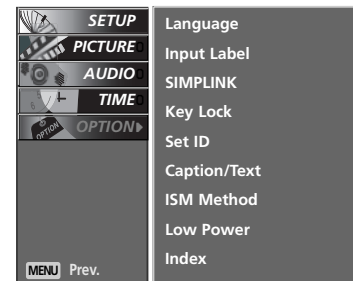 SETUP
PICTURE
AUDIO
TIME
OPTION
OPTION
MENU Prev.
Language
Input Label
SIMPLINK
Key Lock
Set ID
Caption/Text
ISM Method
Low Power
Index